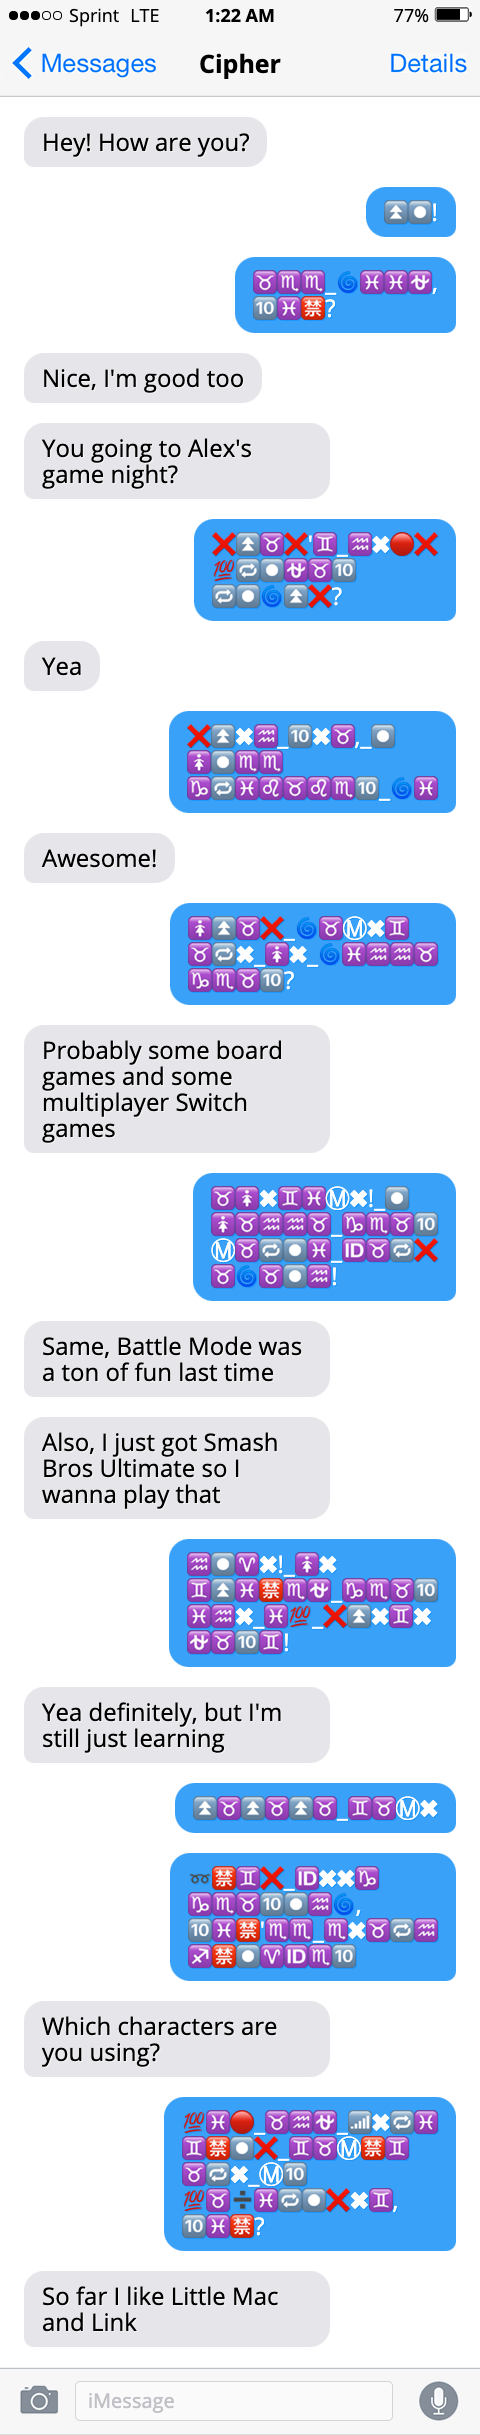 Sprint LTE 1:22 AM 77%
Messages Cipher Details
Hey! How are you?
⏫⏺!
♉♏♏_🌀♓♓⛎,
🔟♓🈲?
Nice, I'm good too
You going to Alex's
game night?
❌⏫♉❌'♊_♒✖🔴❌
💯🔁⏺⛎♉🔟
🔁⏺🌀⏫❌?
Yea
❌⏫✖♒_🔟✖♉,_⏺
🚺⏺♏♏
♑🔁♓♌♉♌♏🔟_🌀♓
Awesome!
🚺⏫♉❌_🌀♉Ⓜ✖♊
♉🔁✖_🚺✖_🌀♓♒♒♉
♑♏♉🔟?
Probably some board
games and some
multiplayer Switch
games
♉🚺✖♊♓Ⓜ✖!_⏺
🚺♉♒♒♉_♑♏♉🔟
Ⓜ♉🔁⏺♓_🆔♉🔁❌
♉🌀♉⏺♒!
Same, Battle Mode was
a ton of fun last time
Also, I just got Smash
Bros Ultimate so I
wanna play that
♒⏺♈✖!_🚺✖
♊⏫♓🈲♏⛎_♑♏♉🔟
♓♒✖_♓💯_❌⏫✖♊✖
⛎♉🔟♊!
Yea definitely, but I'm
still just learning
⏫♉⏫♉⏫♉_♊♉Ⓜ✖
➿🈲♊❌_🆔✖✖♑
♑♏♉🔟⏺♒🌀,
🔟♓🈲'♏♏_♏✖♉🔁♒
♐🈲⏺♈🆔♏🔟
Which characters are
you using?
💯♓🔴_♉♒⛎_📶✖🔁♓
♊🈲⏺❌_♊♉Ⓜ🈲♊
♉🔁✖_Ⓜ🔟
💯♉➗♓🔁⏺❌✖♊,
🔟♓🈲?
So far I like Little Mac
and Link
iMessage